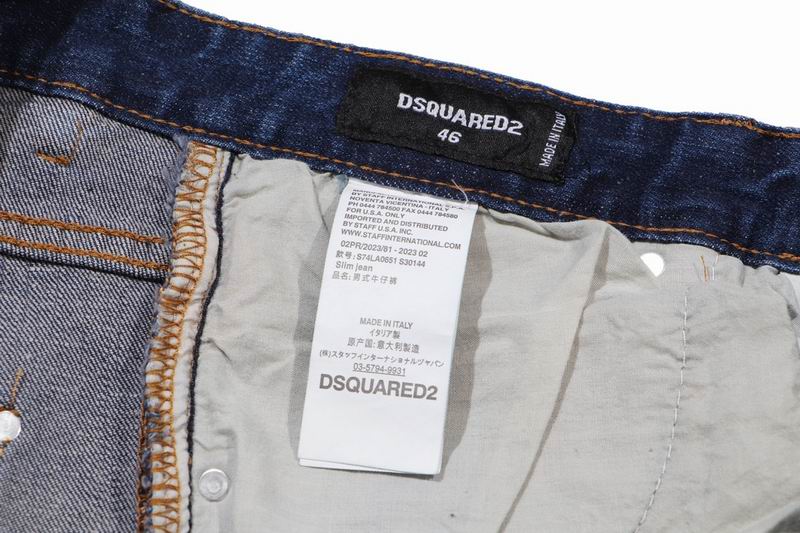 DSQUARED2
46
MADE IN ITALY
BY STAFF INTERNATIONAL S.P.A.
NOVENTA VICENTINA - ITALY
PH 0444 784500 FAX 0444 784580
FOR U.S.A. ONLY
IMPORTED AND DISTRIBUTED
BY STAFF U.S.A. INC.
WWW.STAFFINTERNATIONAL.COM
02PR/2023/81 - 2023 02
款号: S74LA0651 S30144
Slim jean
品名: 男式牛仔裤
MADE IN ITALY
イタリア製
原产国: 意大利製造
(株)スタッフインターナショナルジャパン
03-5794-9931
DSQUARED2